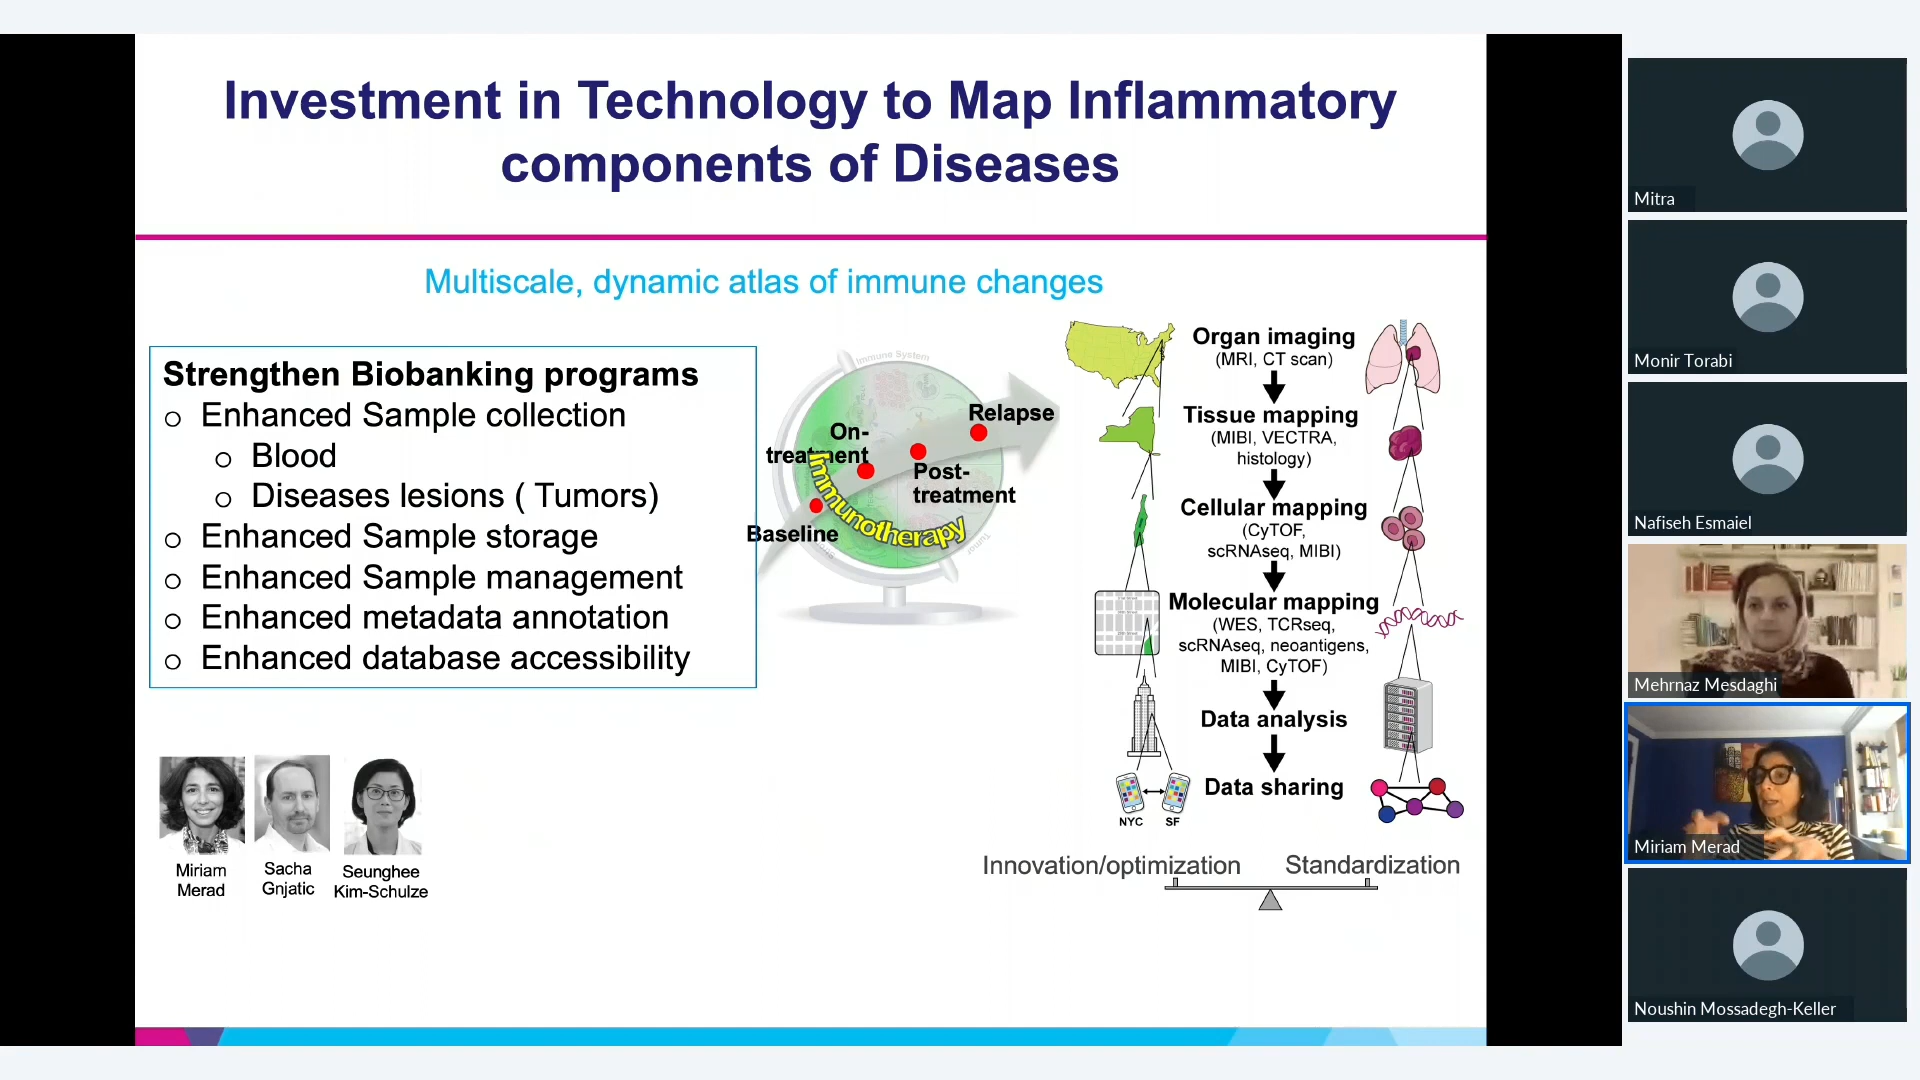 Investment in Technology to Map Inflammatory
components of Diseases
Multiscale, dynamic atlas of immune changes
Strengthen Biobanking programs
o Enhanced Sample collection
o Blood
o Diseases lesions ( Tumors)
o Enhanced Sample storage
o Enhanced Sample management
o Enhanced metadata annotation
o Enhanced database accessibility
Immune System
Tumor
Baseline
On-
treatment
Post-
treatment
Relapse
Immunotherapy
Organ imaging
(MRI, CT scan)
Tissue mapping
(MIBI, VECTRA,
histology)
Cellular mapping
(CyTOF,
scRNAseq, MIBI)
Molecular mapping
(WES, TCRseq,
scRNAseq, neoantigens,
MIBI, CyTOF)
Data analysis
Data sharing
NYC SF
Innovation/optimization Standardization
Miriam
Merad
Sacha
Gnjatic
Seunghee
Kim-Schulze
Mitra
Monir Torabi
Nafiseh Esmaiel
Mehrnaz Mesdaghi
Miriam Merad
Noushin Mossadegh-Keller